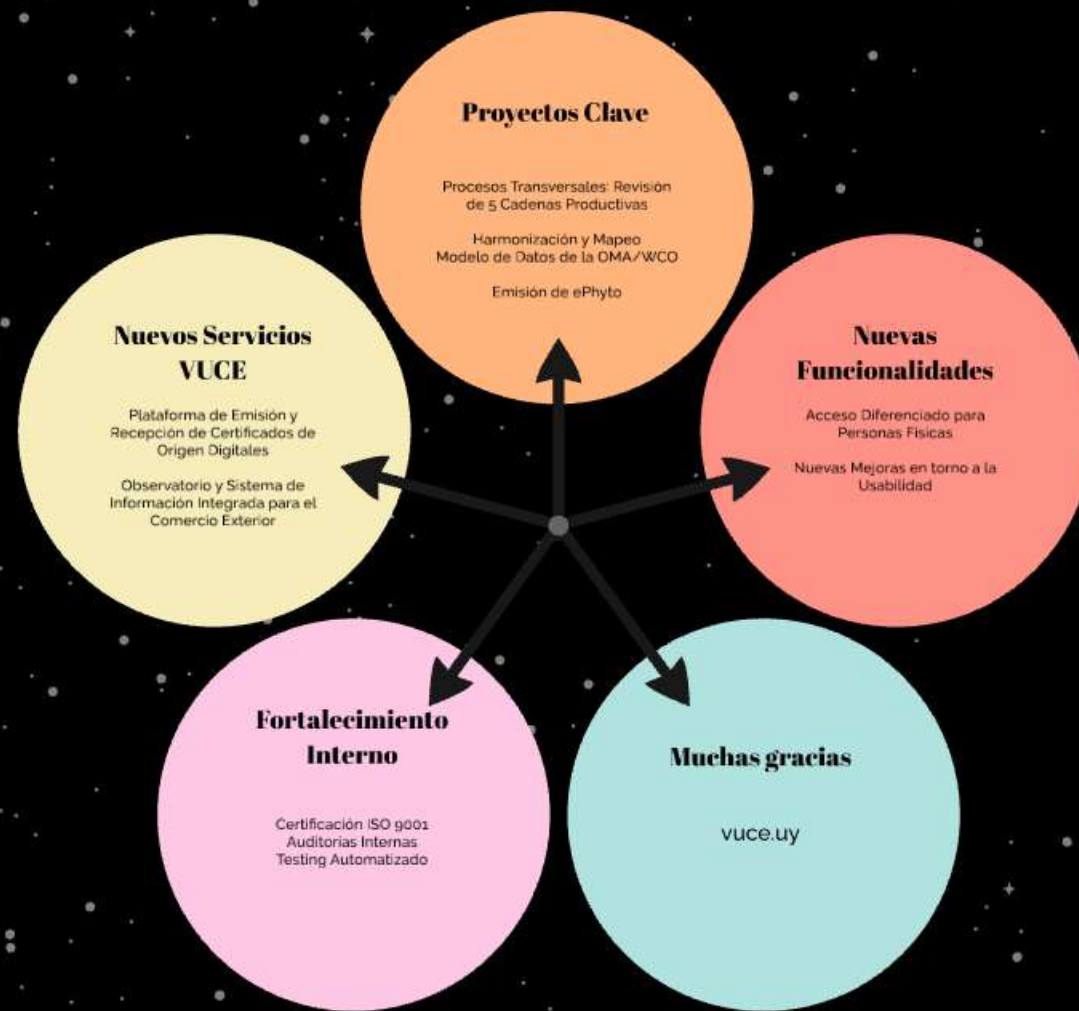 Proyectos Clave
Procesos Transversales: Revisión
de 5 Cadenas Productivas
Harmonización y Mapeo
Modelo de Datos de la OMA/WCO
Emisión de ePhyto
Nuevos Servicios
VUCE
Plataforma de Emisión y
Recepción de Certificados de
Origen Digitales
Observatorio y Sistema de
Información Integrada para el
Comercio Exterior
Nuevas
Funcionalidades
Acceso Diferenciado para
Personas Físicas
Nuevas Mejoras en torno a la
Usabilidad
Fortalecimiento
Interno
Certificación ISO 9001
Auditorías Internas
Testing Automatizado
Muchas gracias
vuce.uy